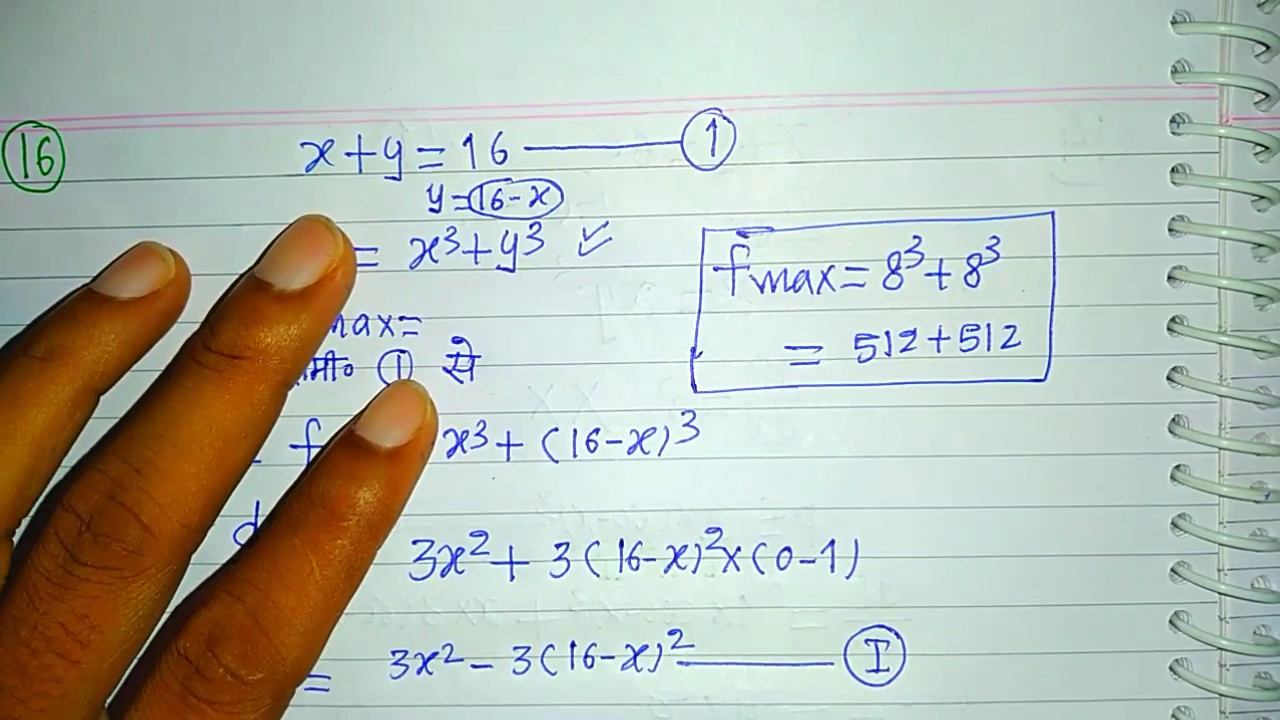 16 x+y=16 ①
y=16-x
= x³+y³ ✓
fmax=8³+8³
=512+512
max=
① से
f x³+(16-x)³
d
3x²+3(16-x)²×(0-1)
= 3x²-3(16-x)² Ⓘ